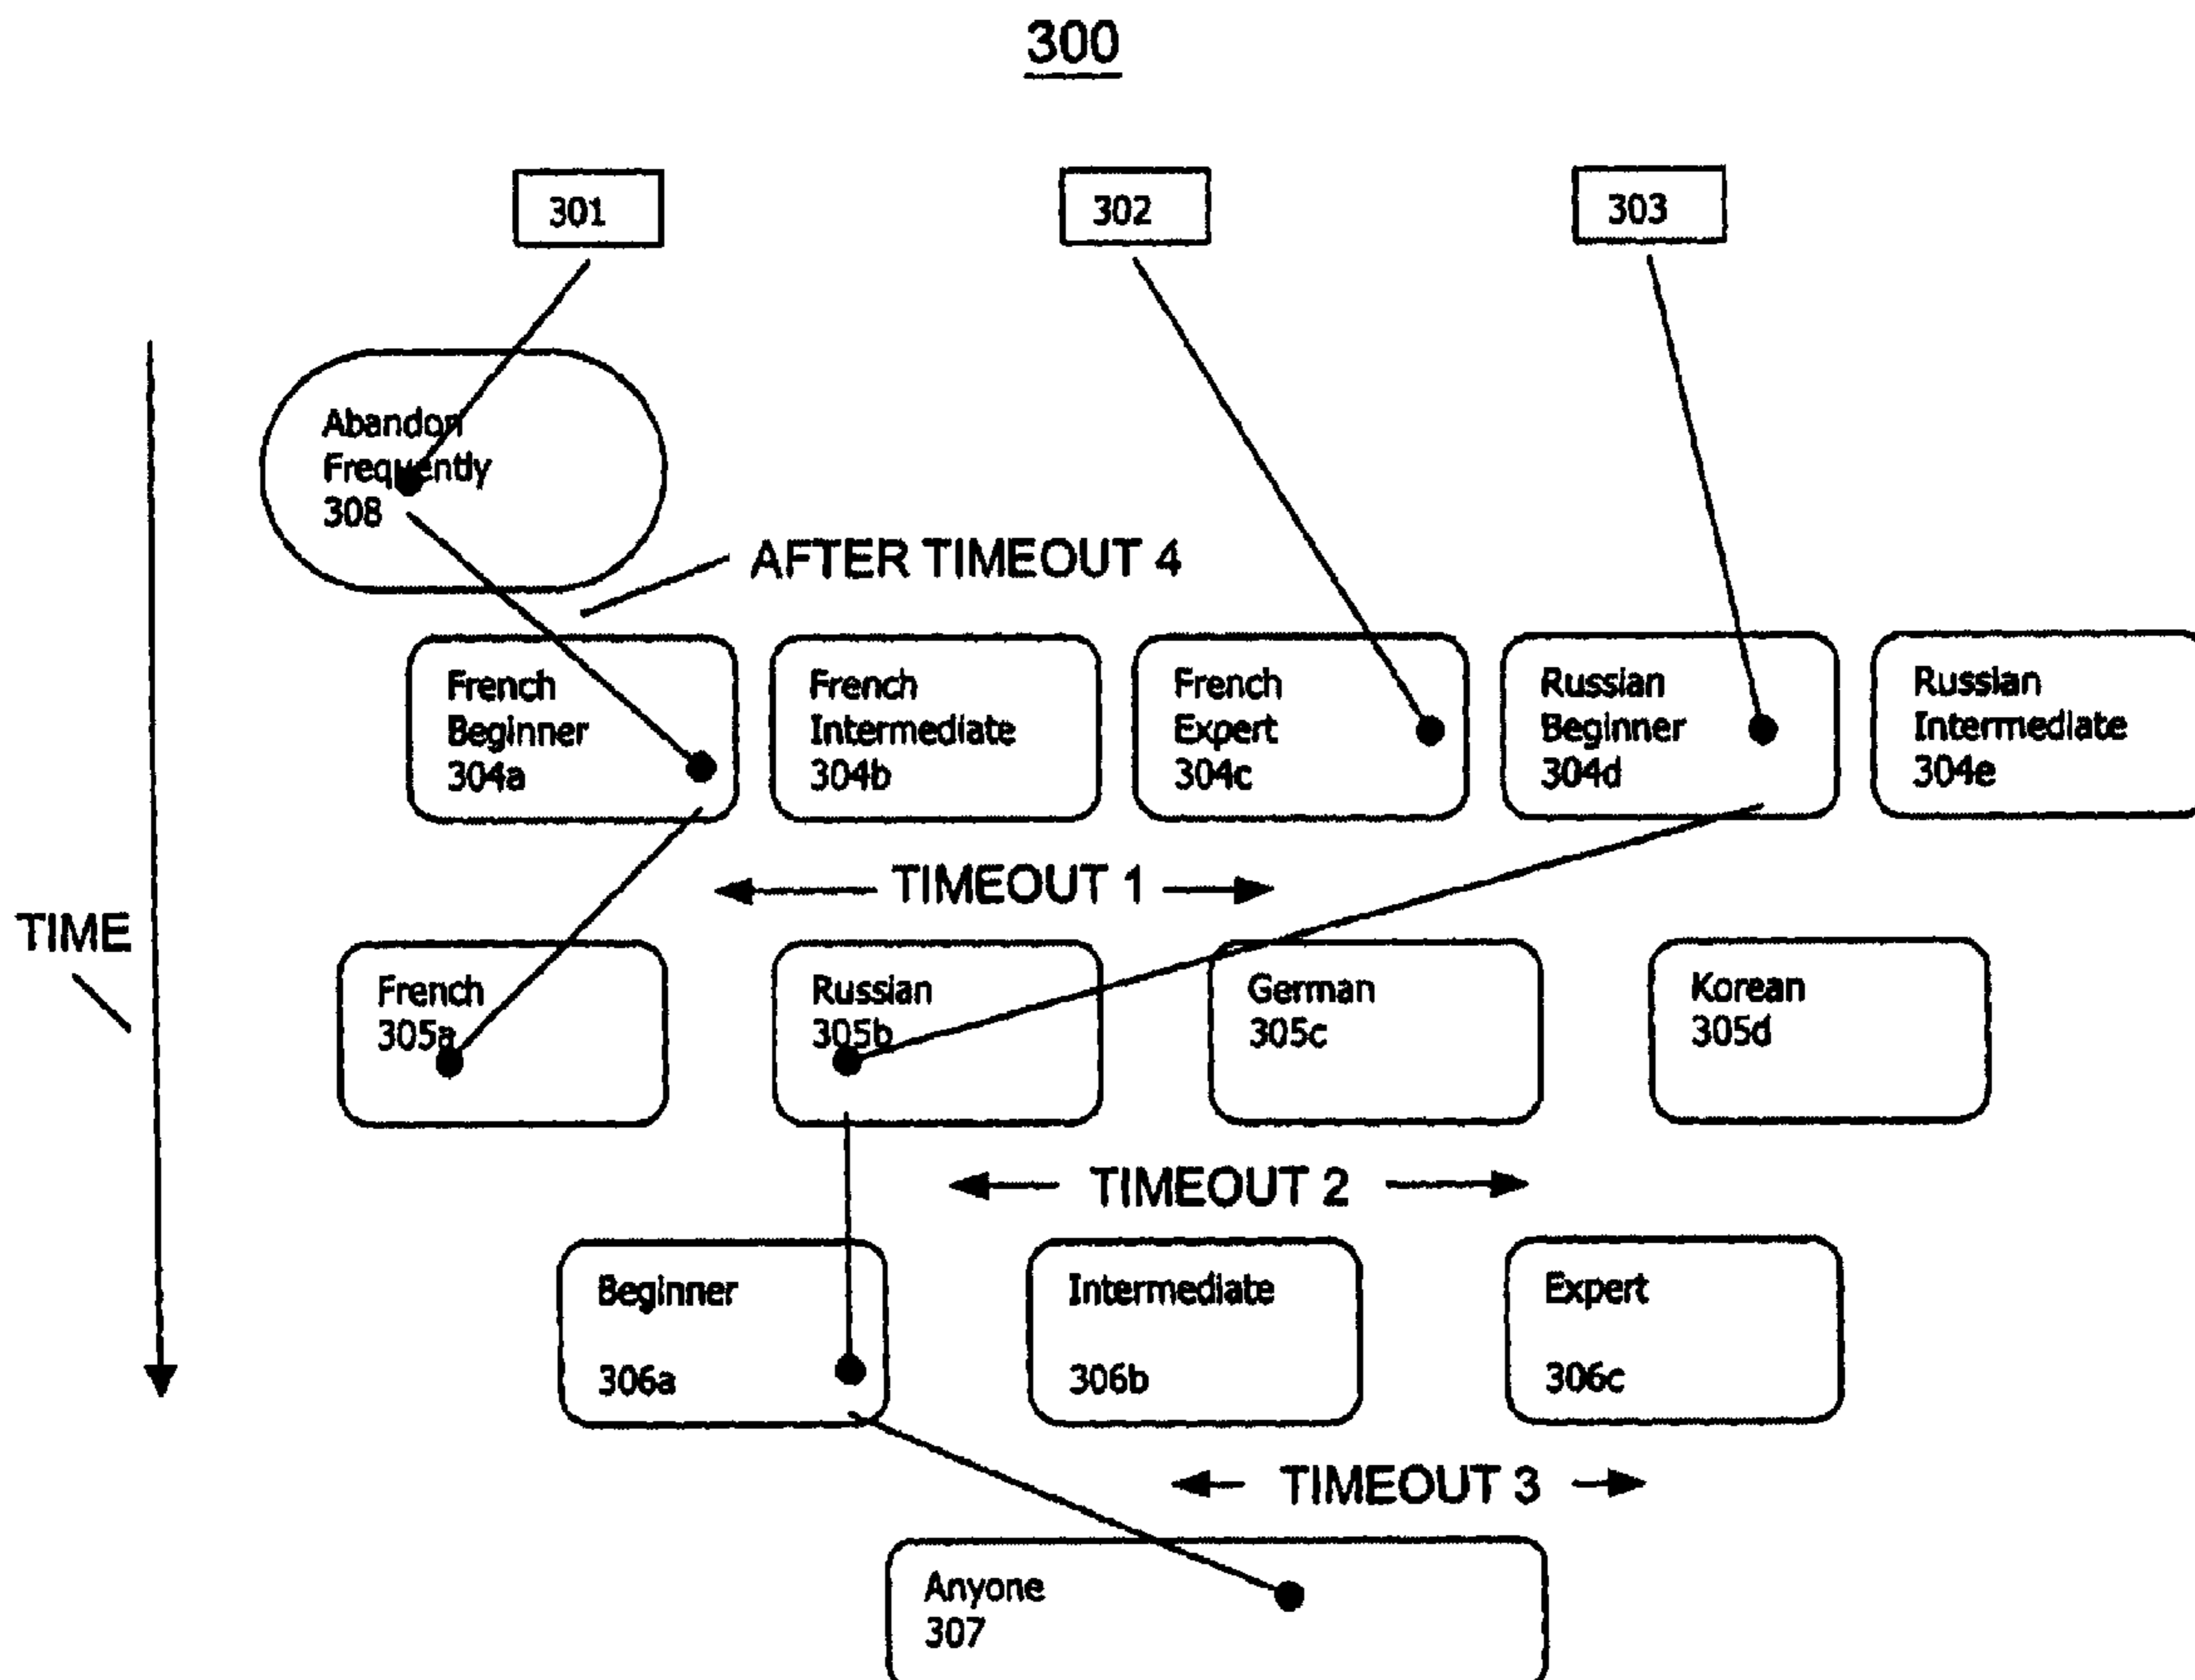 300
301
302
303
Abandon
Frequently
308
AFTER TIMEOUT 4
French
Beginner
304a
French
Intermediate
304b
French
Expert
304c
Russian
Beginner
304d
Russian
Intermediate
304e
TIMEOUT 1
TIME
French
305a
Russian
305b
German
305c
Korean
305d
TIMEOUT 2
Beginner
306a
Intermediate
306b
Expert
306c
TIMEOUT 3
Anyone
307